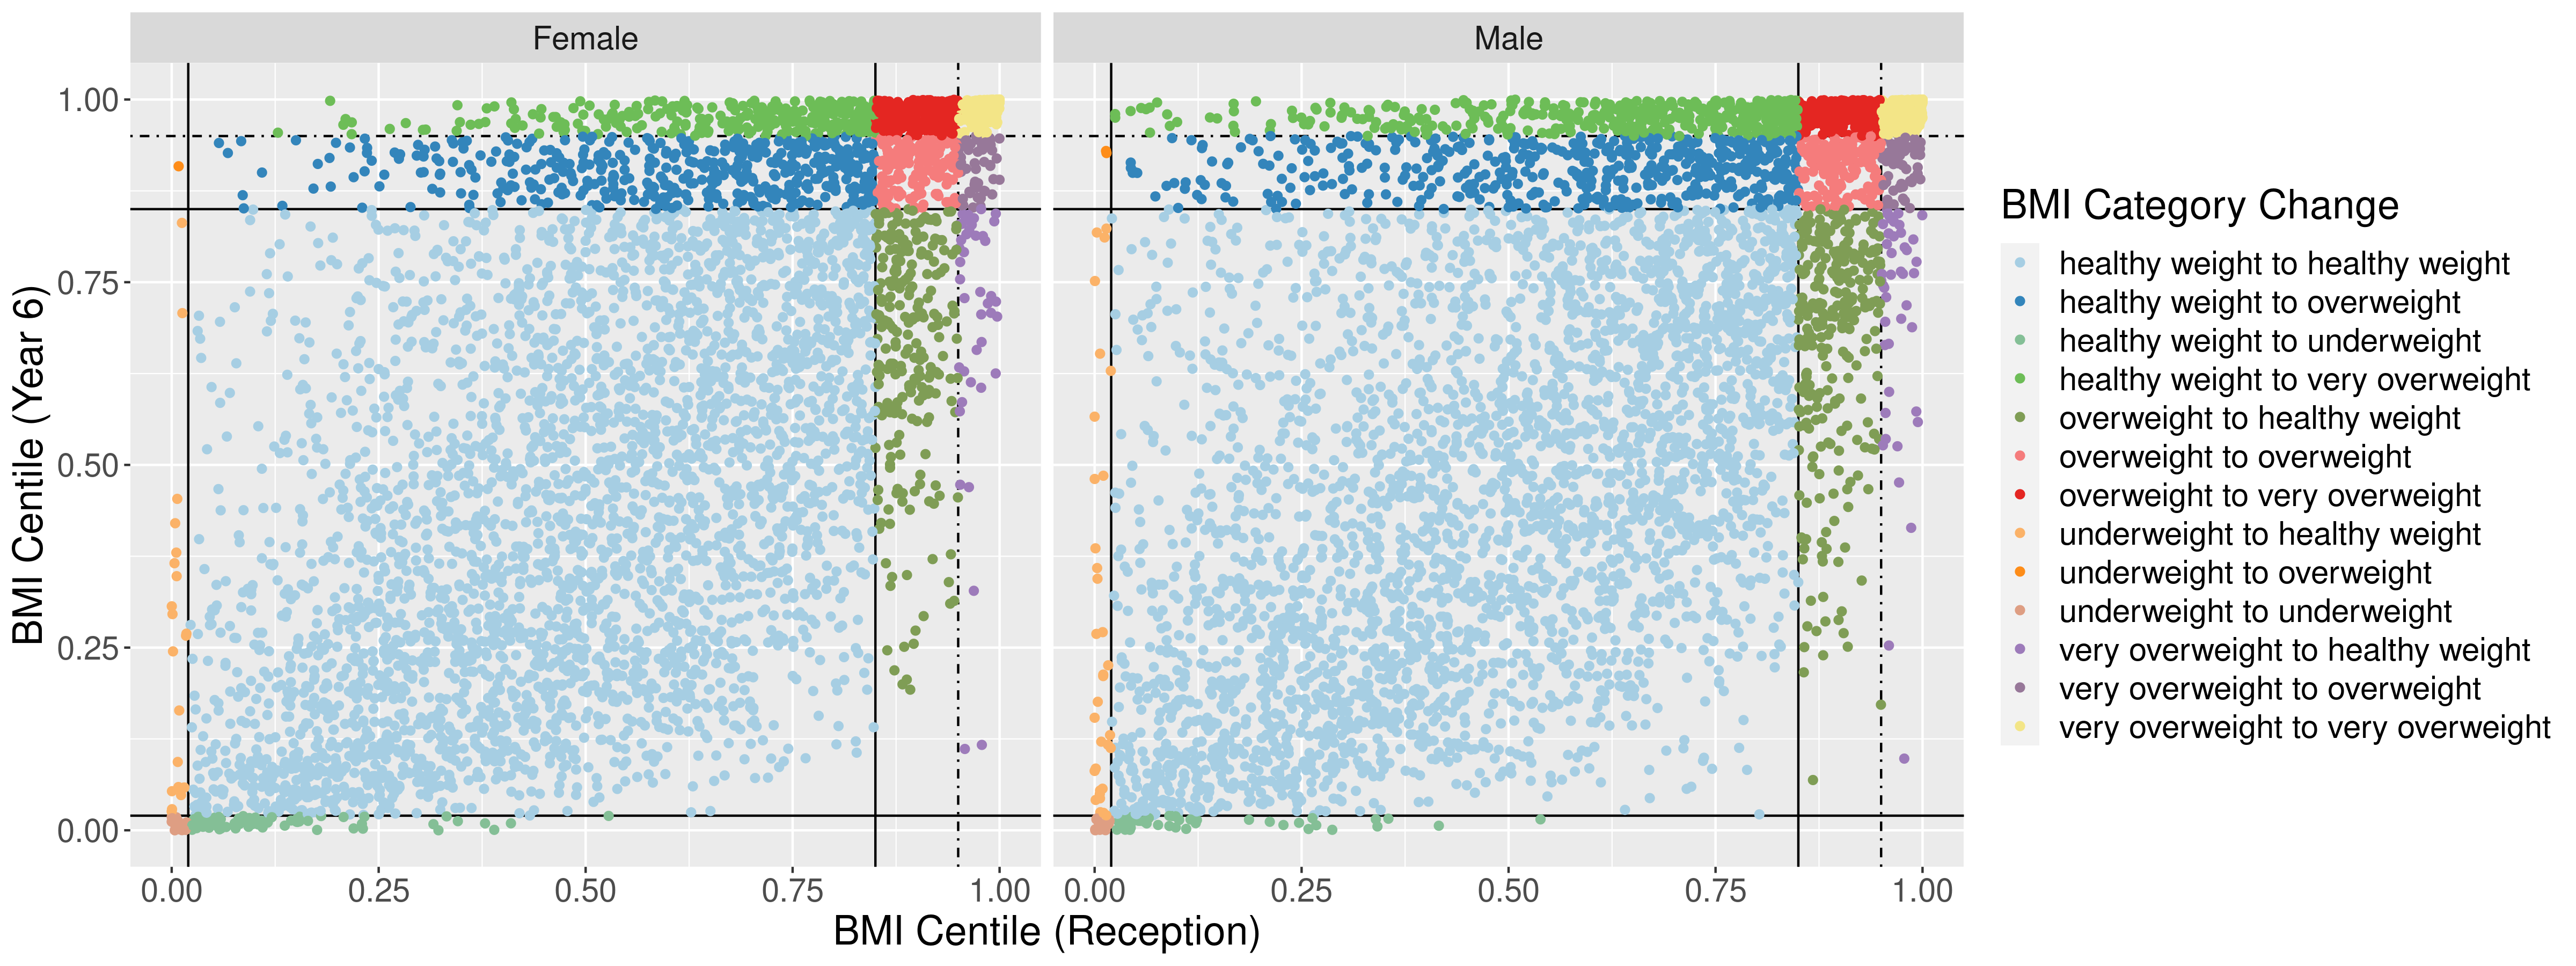 Female
Male
1.00
0.75
0.50
0.25
0.00
BMI Centile (Year 6)
0.00 0.25 0.50 0.75 1.00
0.00 0.25 0.50 0.75 1.00
BMI Centile (Reception)
BMI Category Change
healthy weight to healthy weight
healthy weight to overweight
healthy weight to underweight
healthy weight to very overweight
overweight to healthy weight
overweight to overweight
overweight to very overweight
underweight to healthy weight
underweight to overweight
underweight to underweight
very overweight to healthy weight
very overweight to overweight
very overweight to very overweight